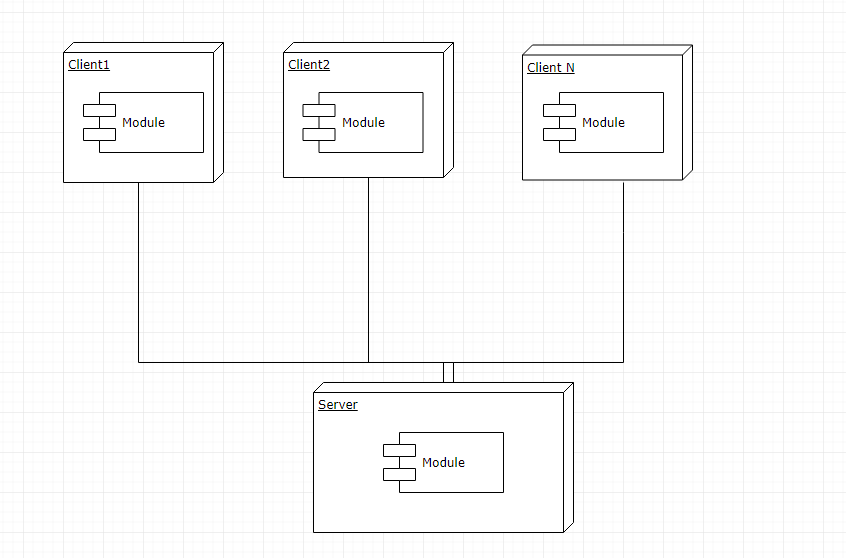 Client1
Module
Client2
Module
Client N
Module
Server
Module